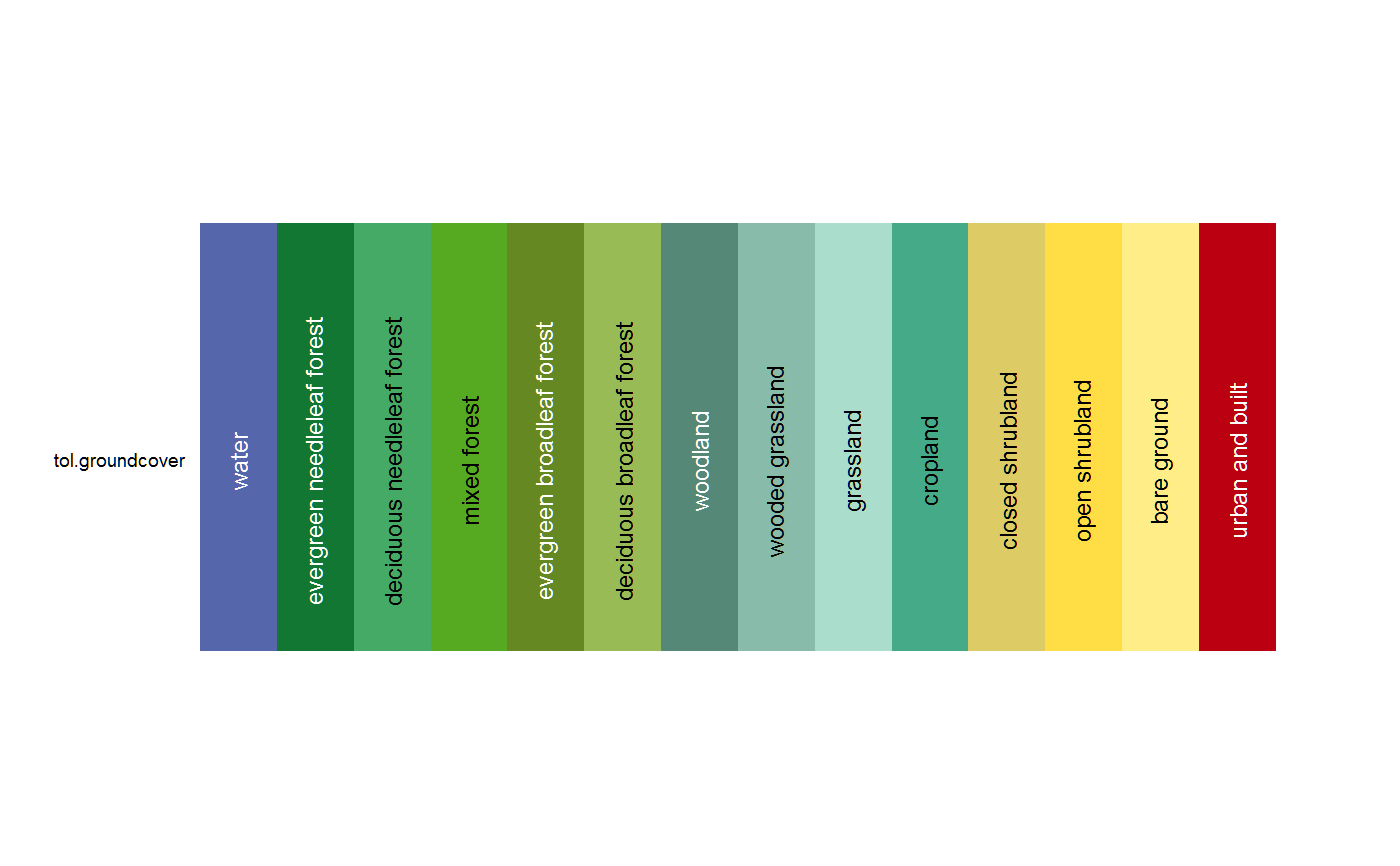 tol.groundcover
water
evergreen needleleaf forest
deciduous needleleaf forest
mixed forest
evergreen broadleaf forest
deciduous broadleaf forest
woodland
wooded grassland
grassland
cropland
closed shrubland
open shrubland
bare ground
urban and built